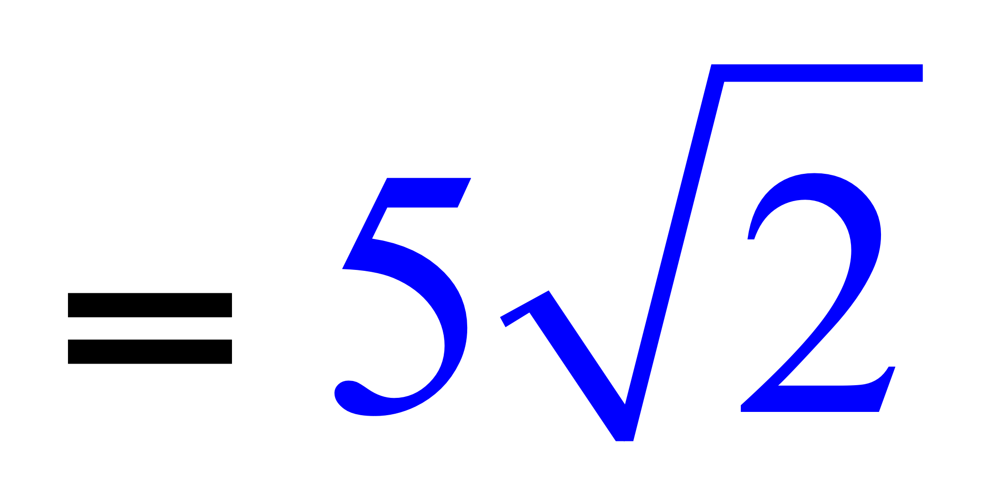 = 5√2